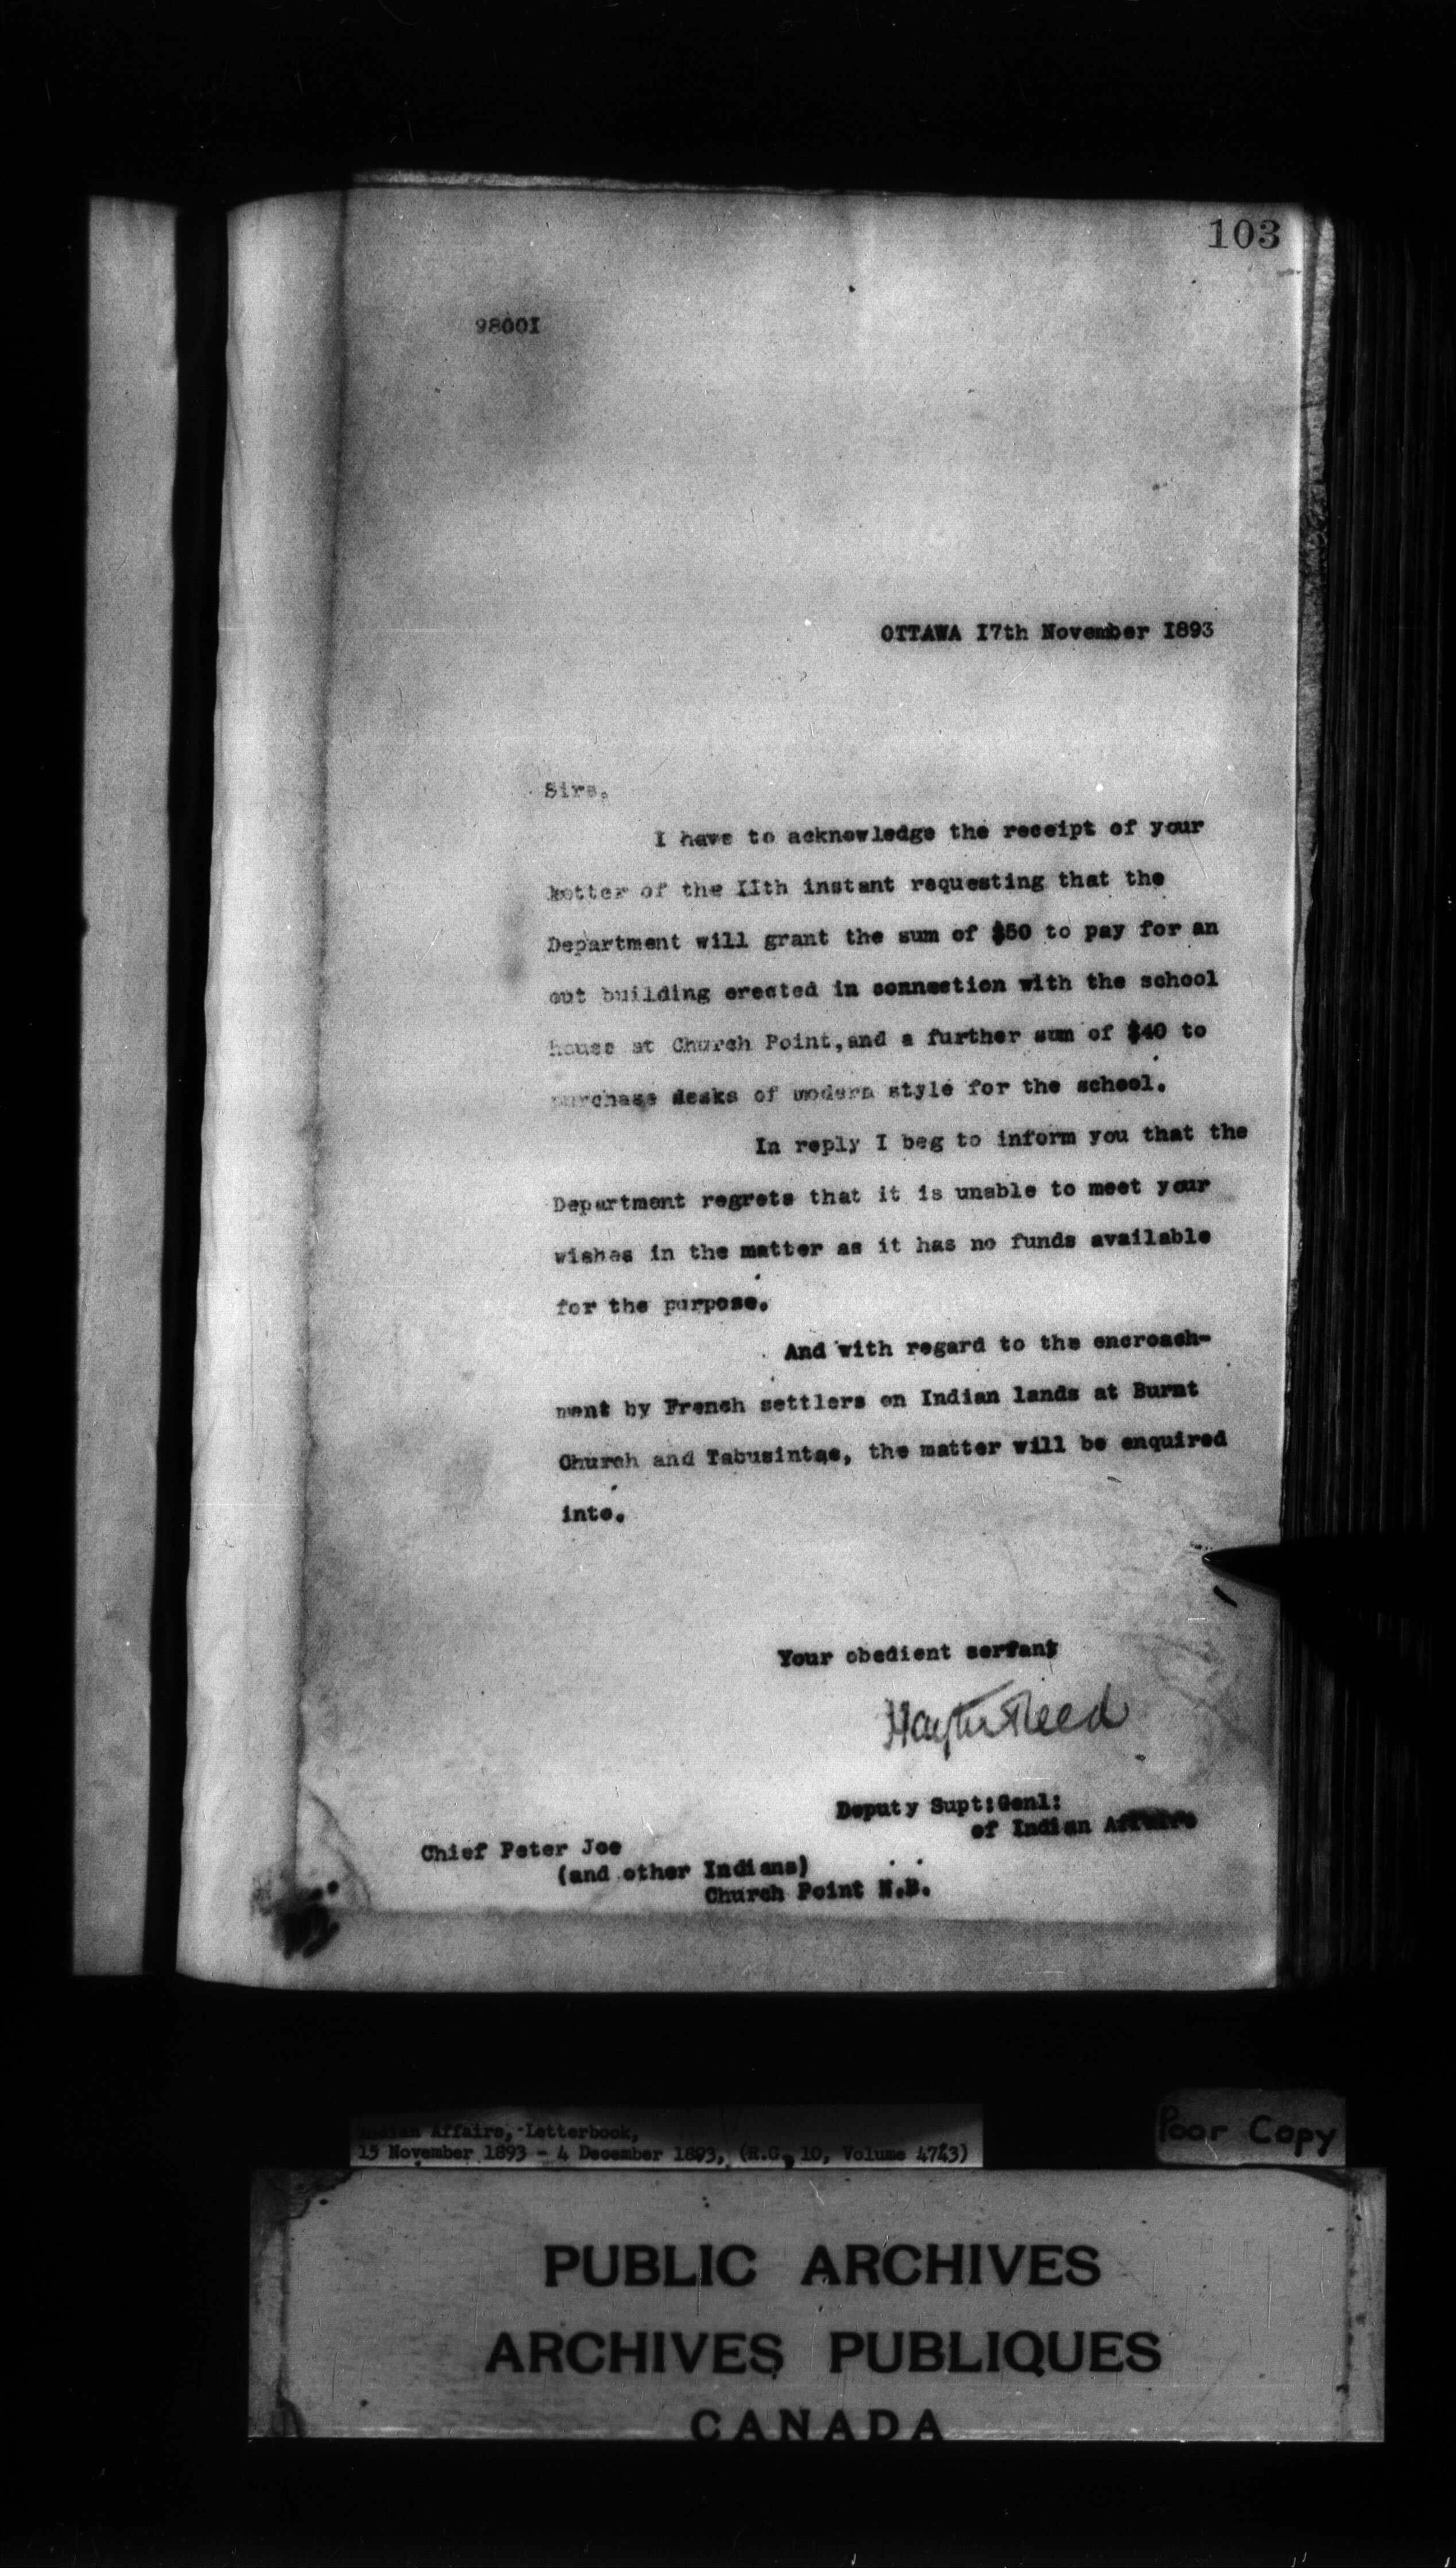 103
9800I
OTTAWA I7th November I893
Sirs.
I have to acknowledge the receipt of your
letter of the IIth instant requesting that the
Department will grant the sum of $50 to pay for an
out building erected in connection with the school
house at Church Point, and a further sum of $40 to
purchase desks of modern style for the school.
In reply I beg to inform you that the
Department regrets that it is unable to meet your
wishes in the matter as it has no funds available
for the purpose.
And with regard to the encroach-
ment by French settlers on Indian lands at Burnt
Church and Tabusintac, the matter will be enquired
into.
Your obedient servant
Hayter Reed
Deputy Supt:Genl:
of Indian Affairs
Chief Peter Joe
(and other Indians)
Church Point N.B.
Indian Affairs, Letterbook,
15 November 1893 - 4 December 1893, (R.G. 10, Volume 4743)
Poor Copy
PUBLIC ARCHIVES
ARCHIVES PUBLIQUES
CANADA